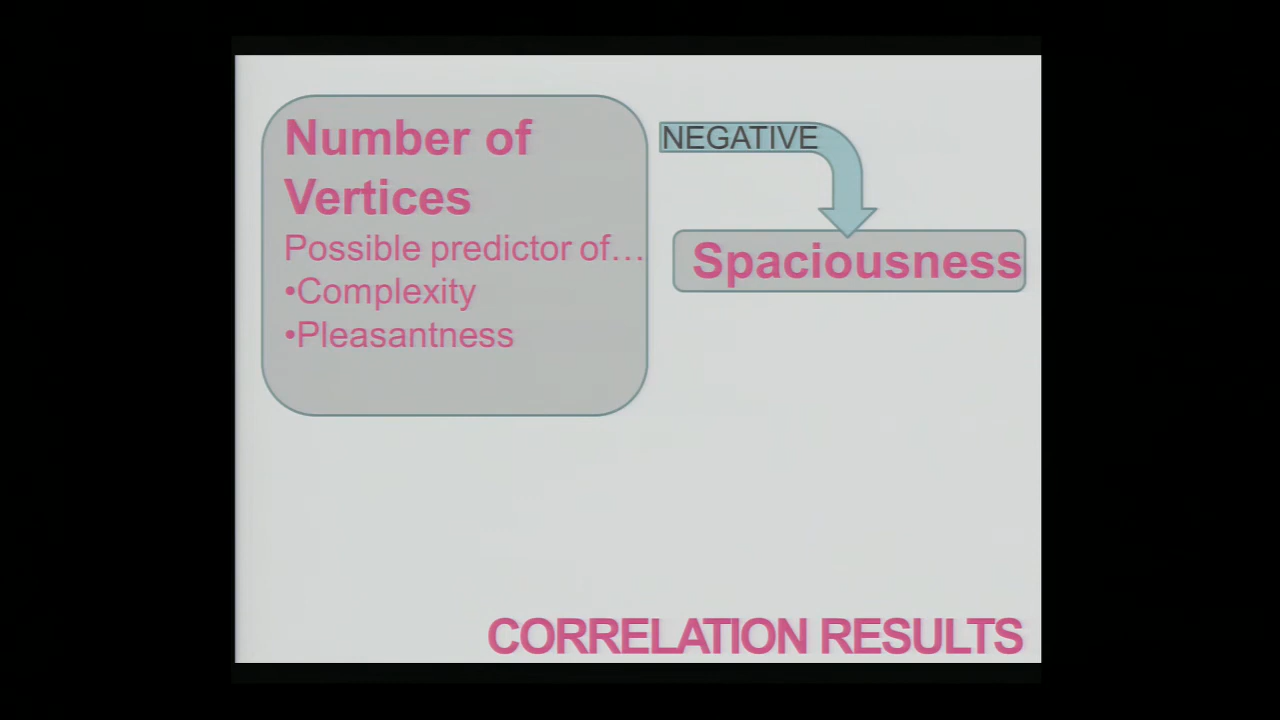 Number of
Vertices
Possible predictor of…
•Complexity
•Pleasantness
NEGATIVE
Spaciousness
CORRELATION RESULTS